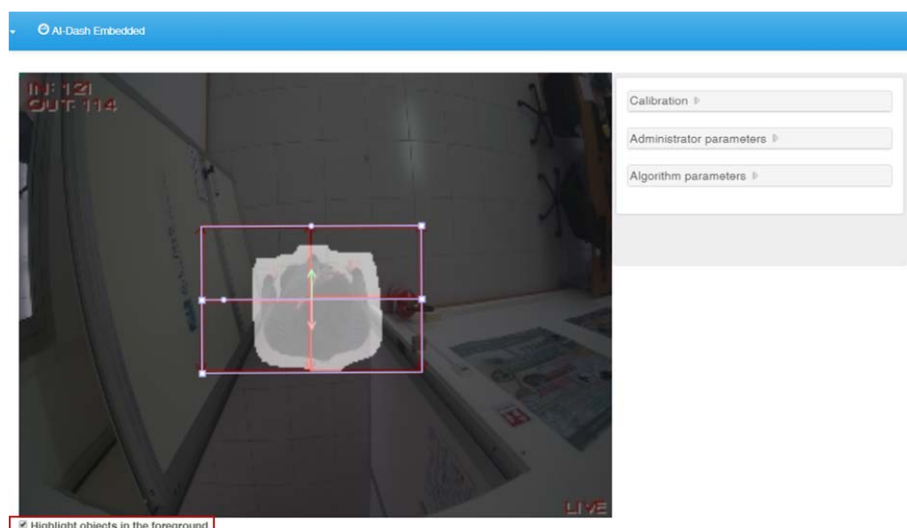 AI-Dash Embedded
IN: 121
OUT: 114
Calibration
Administrator parameters
Algorithm parameters
LIVE
Highlight objects in the foreground